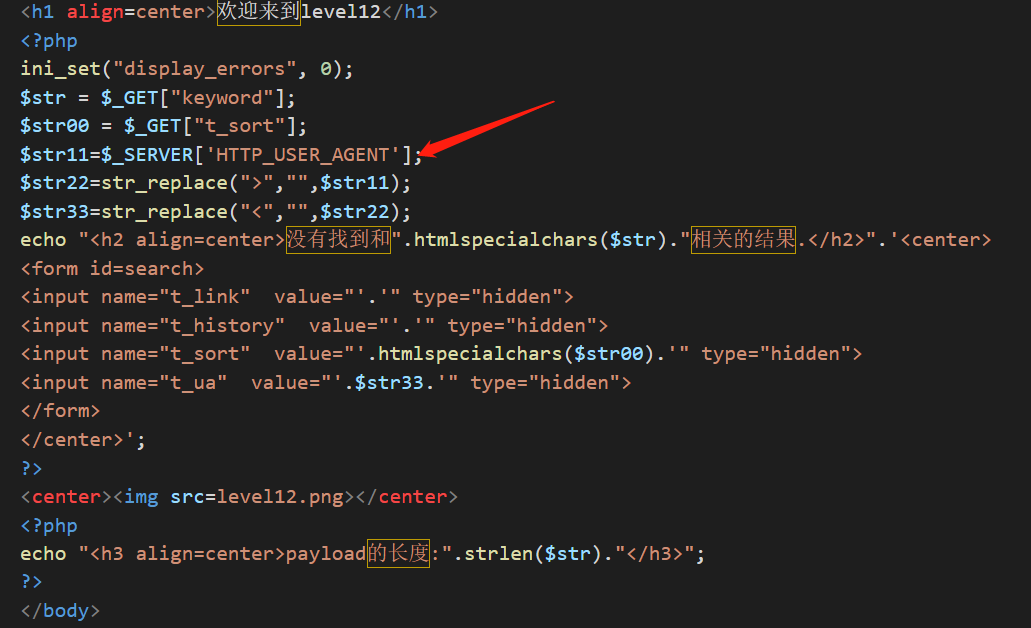 <h1 align=center>欢迎来到level12</h1>
<?php
ini_set("display_errors", 0);
$str = $_GET["keyword"];
$str00 = $_GET["t_sort"];
$str11=$_SERVER['HTTP_USER_AGENT'];
$str22=str_replace(">","",$str11);
$str33=str_replace("<","",$str22);
echo "<h2 align=center>没有找到和".htmlspecialchars($str)."相关的结果.</h2>".'<center>
<form id=search>
<input name="t_link"  value="'.'" type="hidden">
<input name="t_history"  value="'.'" type="hidden">
<input name="t_sort"  value="'.htmlspecialchars($str00).'" type="hidden">
<input name="t_ua"  value="'.$str33.'" type="hidden">
</form>
</center>';
?>
<center><img src=level12.png></center>
<?php
echo "<h3 align=center>payload的长度:".strlen($str)."</h3>";
?>
</body>